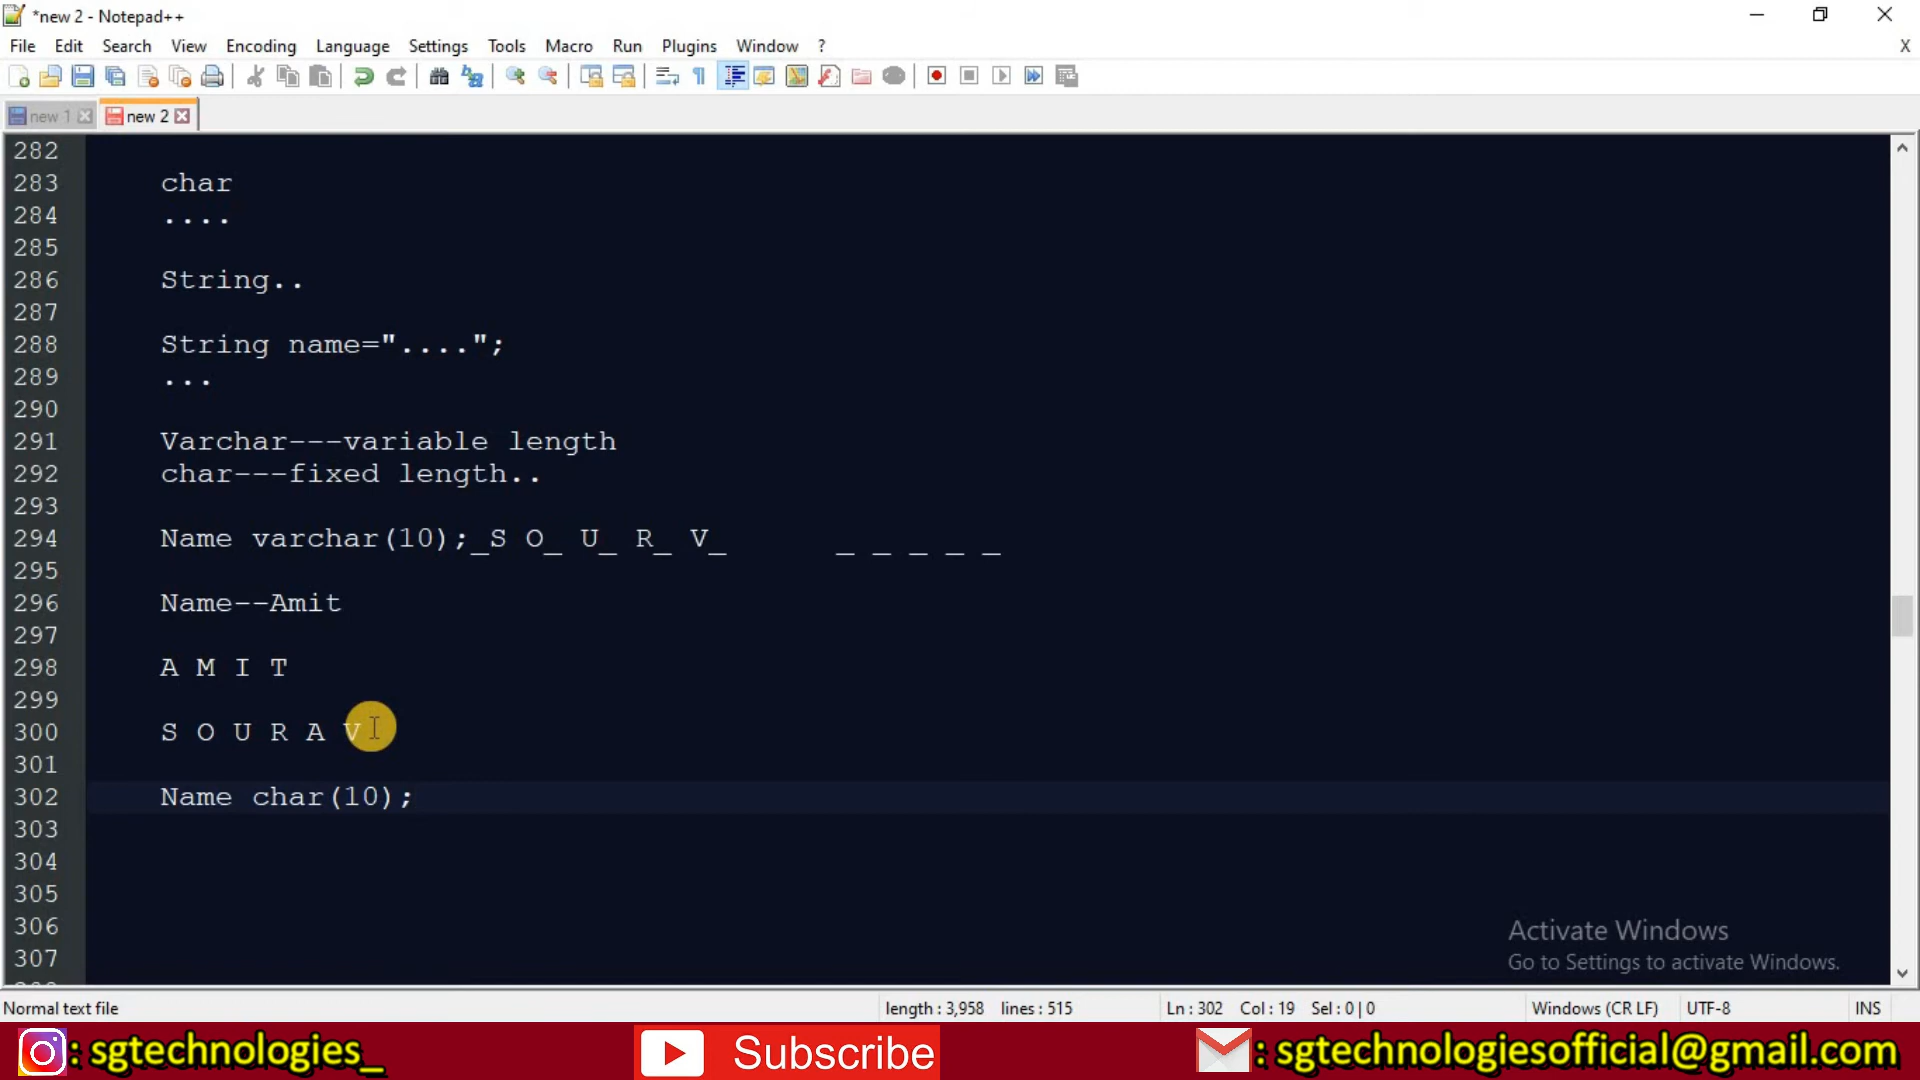 *new 2 - Notepad++
File Edit Search View Encoding Language Settings Tools Macro Run Plugins Window ? X
new 1 new 2
282
283 char
284 ....
285
286 String..
287
288 String name="....";
289 ...
290
291 Varchar---variable length
292 char---fixed length..
293
294 Name varchar(10);_S O_ U_ R_ V_ _ _ _ _ _
295
296 Name--Amit
297
298 A M I T
299
300 S O U R A V
301
302 Name char(10);
303
304
305
306
307
Activate Windows
Go to Settings to activate Windows.
Normal text file length : 3,958 lines : 515 Ln : 302 Col : 19 Sel : 0 | 0 Windows (CR LF) UTF-8 INS
: sgtechnologies_ Subscribe : sgtechnologiesofficial@gmail.com